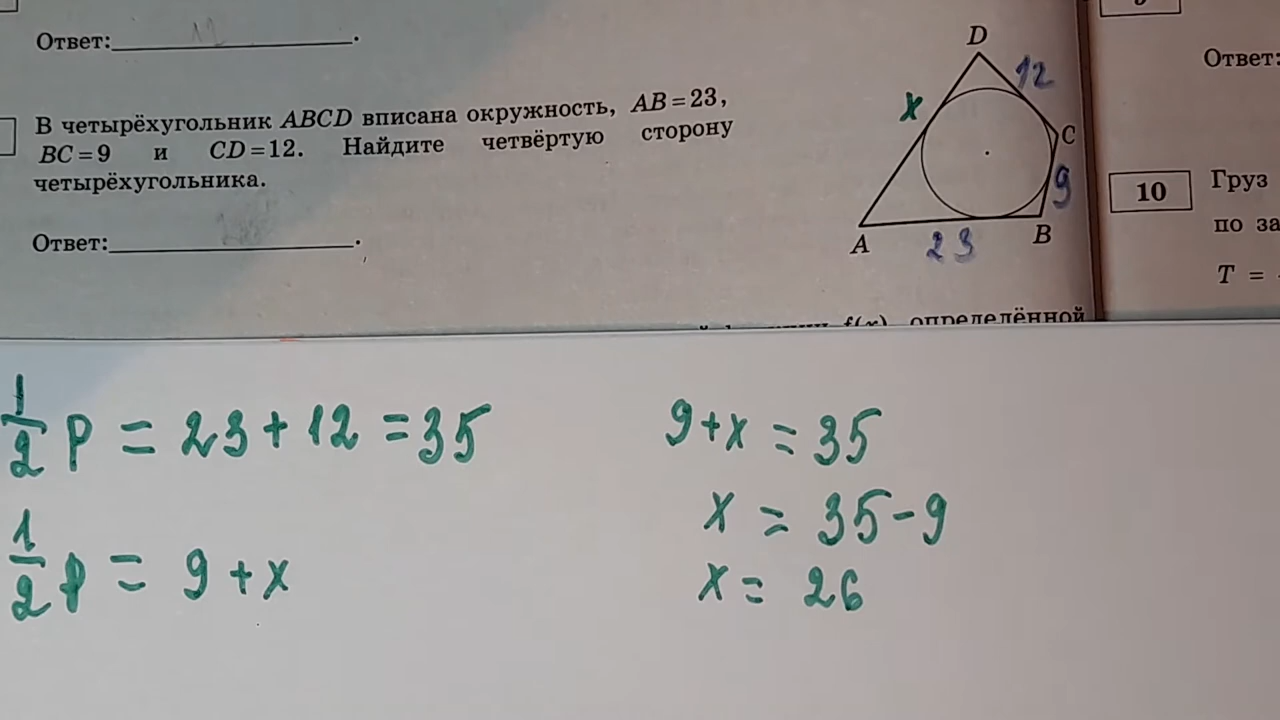 Ответ:
В четырёхугольник ABCD вписана окружность, AB=23,
BC=9 и CD=12. Найдите четвёртую сторону
четырёхугольника.
Ответ:
D
12
x
C
9
A
23
B
Ответ:
10
Груз
по за
T =
f(x), определённой
1/2 P = 23+12 =35
1/2 P = 9+x
9+x =35
x = 35-9
x = 26